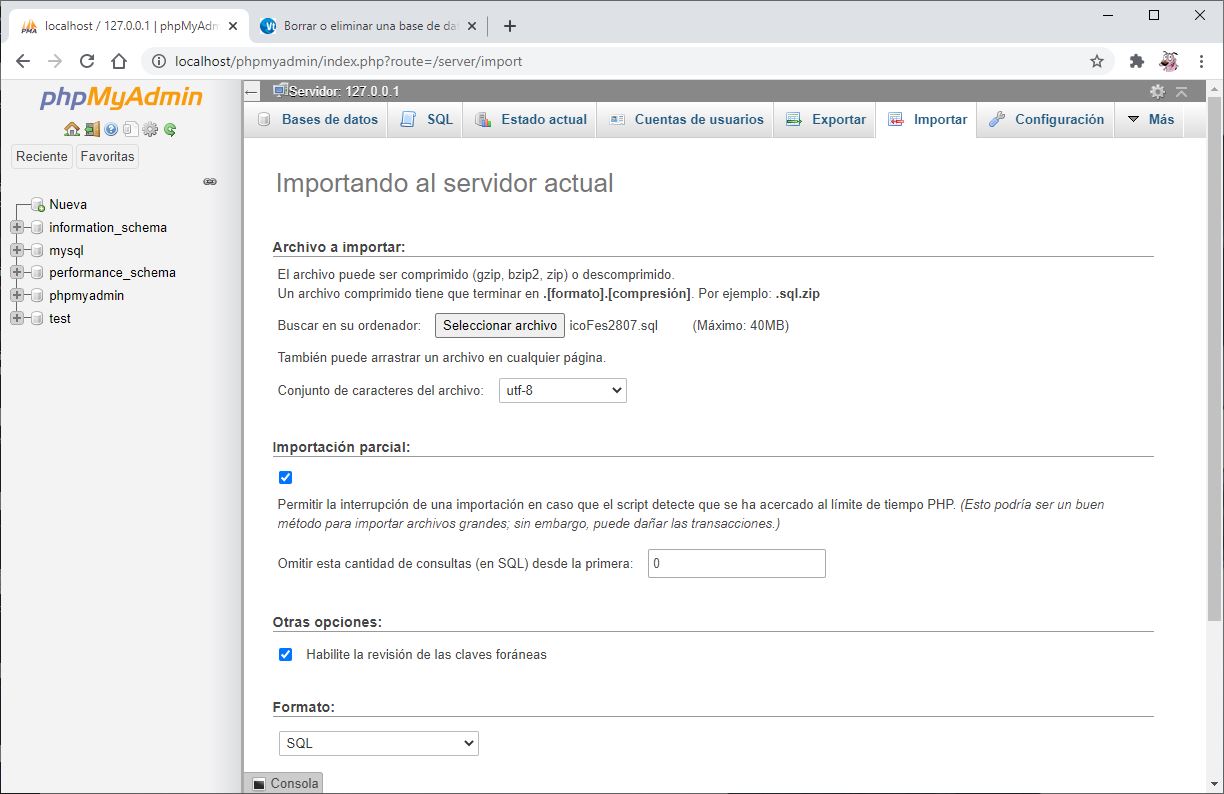 localhost / 127.0.0.1 | phpMyAdm
Borrar o eliminar una base de dat
localhost/phpmyadmin/index.php?route=/server/import
phpMyAdmin
Reciente
Favoritas
Nueva
information_schema
mysql
performance_schema
phpmyadmin
test
Servidor: 127.0.0.1
Bases de datos
SQL
Estado actual
Cuentas de usuarios
Exportar
Importar
Configuración
Más
Importando al servidor actual
Archivo a importar:
El archivo puede ser comprimido (gzip, bzip2, zip) o descomprimido.
Un archivo comprimido tiene que terminar en .[formato].[compresión]. Por ejemplo: .sql.zip
Buscar en su ordenador: Seleccionar archivo icoFes2807.sql (Máximo: 40MB)
También puede arrastrar un archivo en cualquier página.
Conjunto de caracteres del archivo: utf-8
Importación parcial:
Permitir la interrupción de una importación en caso que el script detecte que se ha acercado al límite de tiempo PHP. (Esto podría ser un buen
método para importar archivos grandes; sin embargo, puede dañar las transacciones.)
Omitir esta cantidad de consultas (en SQL) desde la primera: 0
Otras opciones:
Habilite la revisión de las claves foráneas
Formato:
SQL
Consola